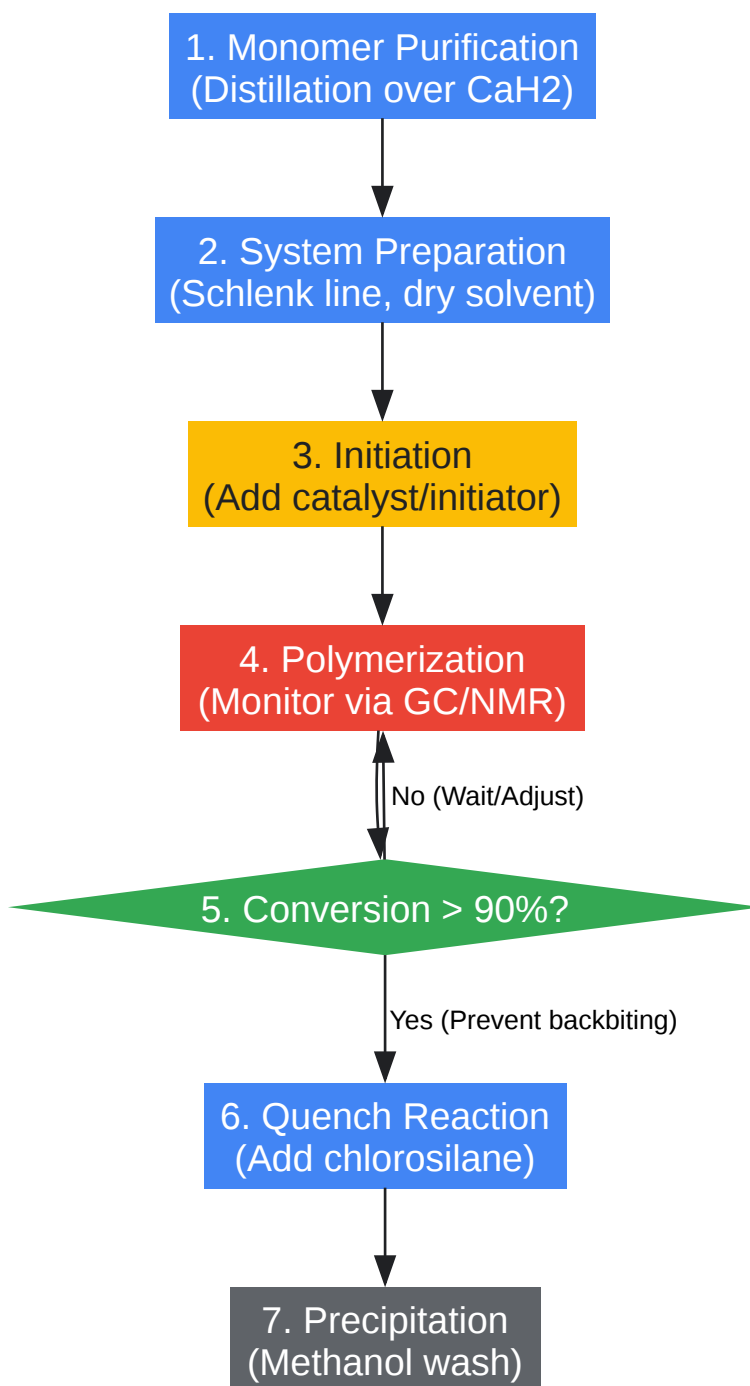 1. Monomer Purification
(Distillation over CaH2)
2. System Preparation
(Schlenk line, dry solvent)
3. Initiation
(Add catalyst/initiator)
4. Polymerization
(Monitor via GC/NMR)
No (Wait/Adjust)
5. Conversion > 90%?
Yes (Prevent backbiting)
6. Quench Reaction
(Add chlorosilane)
7. Precipitation
(Methanol wash)